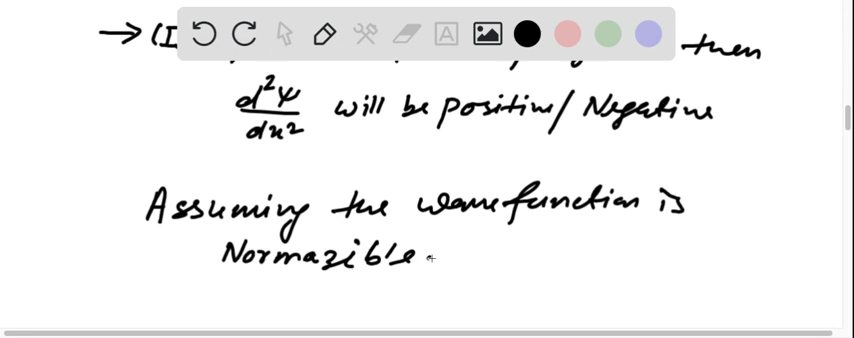 → (I then
d²ψ/dx² will be positive/Negative
Assuming the wavefunction is
Normazible.